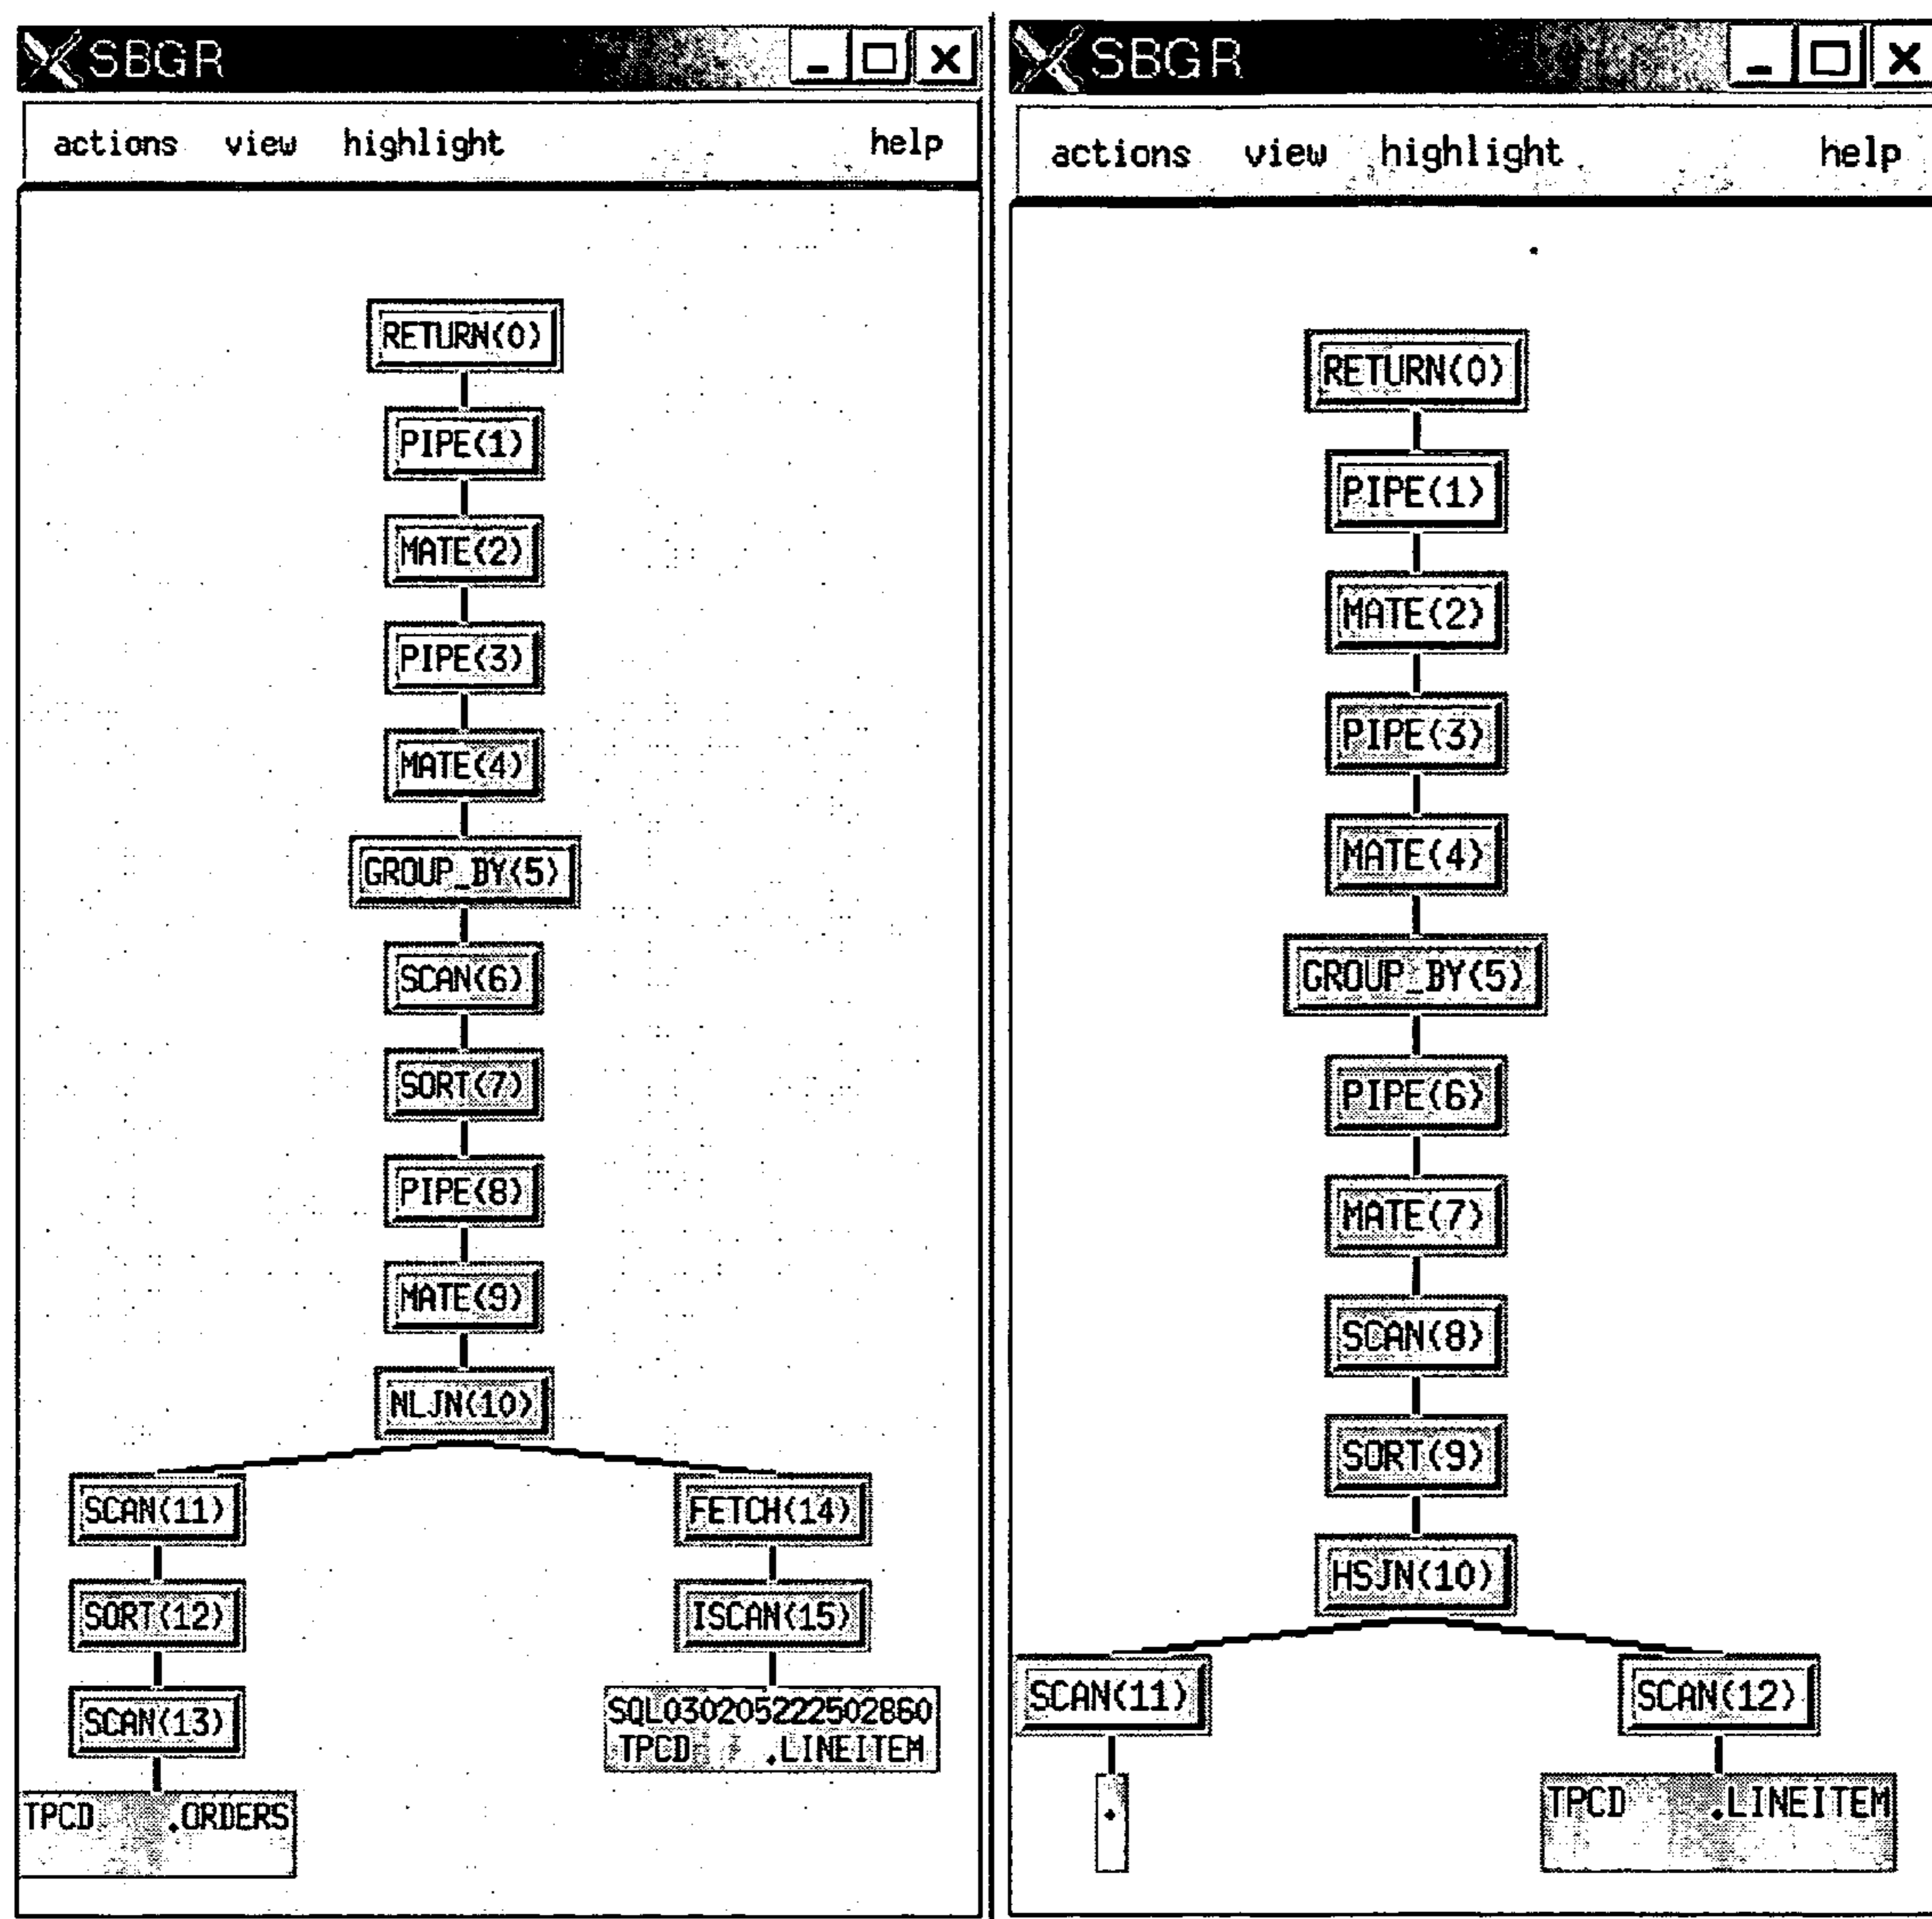 SBGR
actions view highlight help
RETURN(0)
PIPE(1)
MATE(2)
PIPE(3)
MATE(4)
GROUP_BY(5)
SCAN(6)
SORT(7)
PIPE(8)
MATE(9)
NLJN(10)
SCAN(11)
FETCH(14)
SORT(12)
ISCAN(15)
SCAN(13)
SQL030205222502860
TPCD .LINEITEM
TPCD .ORDERS
SBGR
actions view highlight help
RETURN(0)
PIPE(1)
MATE(2)
PIPE(3)
MATE(4)
GROUP_BY(5)
PIPE(6)
MATE(7)
SCAN(8)
SORT(9)
HSJN(10)
SCAN(11)
SCAN(12)
.
TPCD .LINEITEM